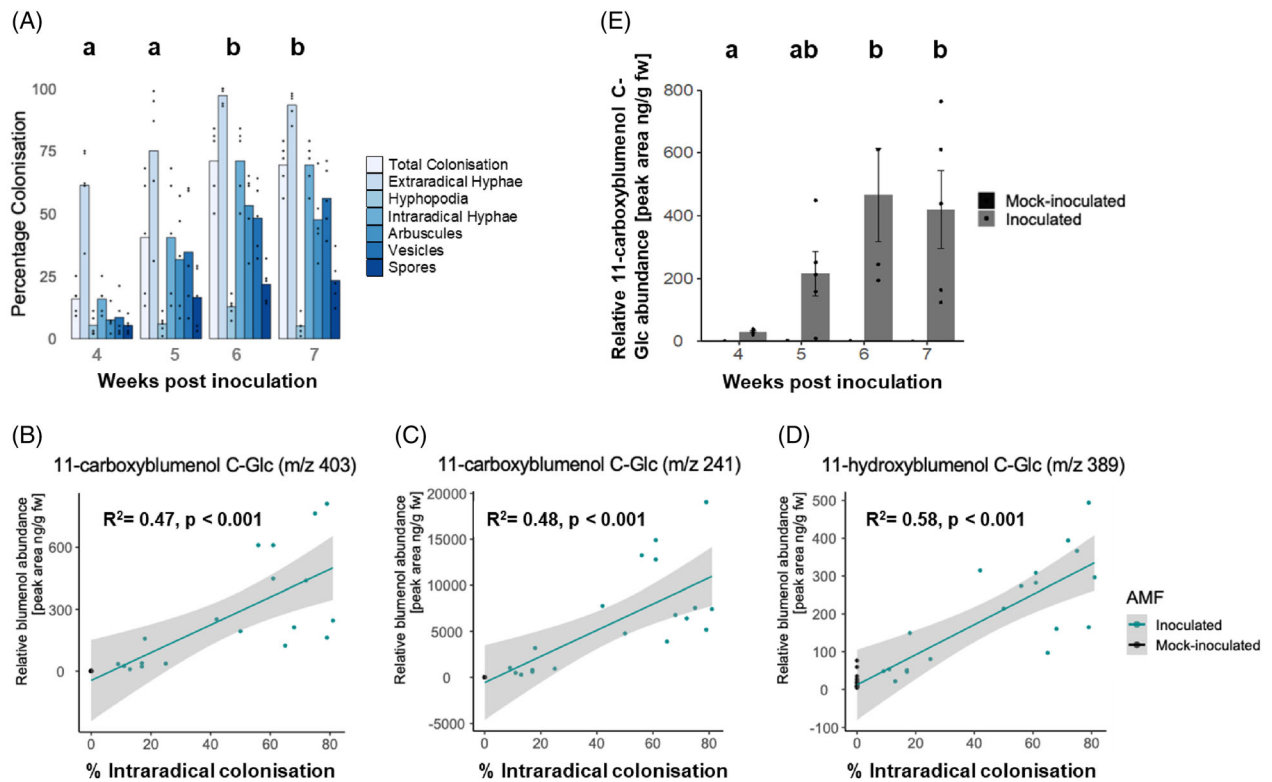 (A)
a a b b
Percentage Colonisation
100
75
50
25
0
4 5 6 7
Weeks post inoculation
Total Colonisation
Extraradical Hyphae
Hyphopodia
Intraradical Hyphae
Arbuscules
Vesicles
Spores
(E)
a ab b b
Relative 11-carboxyblumenol C-
Glc abundance [peak area ng/g fw]
800
600
400
200
0
4 5 6 7
Weeks post inoculation
Mock-inoculated
Inoculated
(B)
11-carboxyblumenol C-Glc (m/z 403)
R²= 0.47, p < 0.001
Relative blumenol abundance
[peak area ng/g fw]
600
300
0
0 20 40 60 80
% Intraradical colonisation
(C)
11-carboxyblumenol C-Glc (m/z 241)
R²= 0.48, p < 0.001
Relative blumenol abundance
[peak area ng/g fw]
20000
15000
10000
5000
0
-5000
0 20 40 60 80
% Intraradical colonisation
(D)
11-hydroxyblumenol C-Glc (m/z 389)
R²= 0.58, p < 0.001
Relative blumenol abundance
[peak area ng/g fw]
500
400
300
200
100
0
-100
0 20 40 60 80
% Intraradical colonisation
AMF
Inoculated
Mock-inoculated